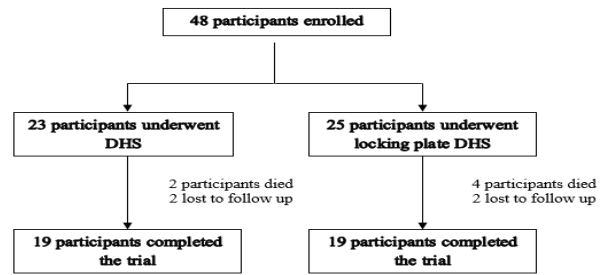 48 participants enrolled
23 participants underwent
DHS
25 participants underwent
locking plate DHS
2 participants died
2 lost to follow up
4 participants died
2 lost to follow up
19 participants completed
the trial
19 participants completed
the trial